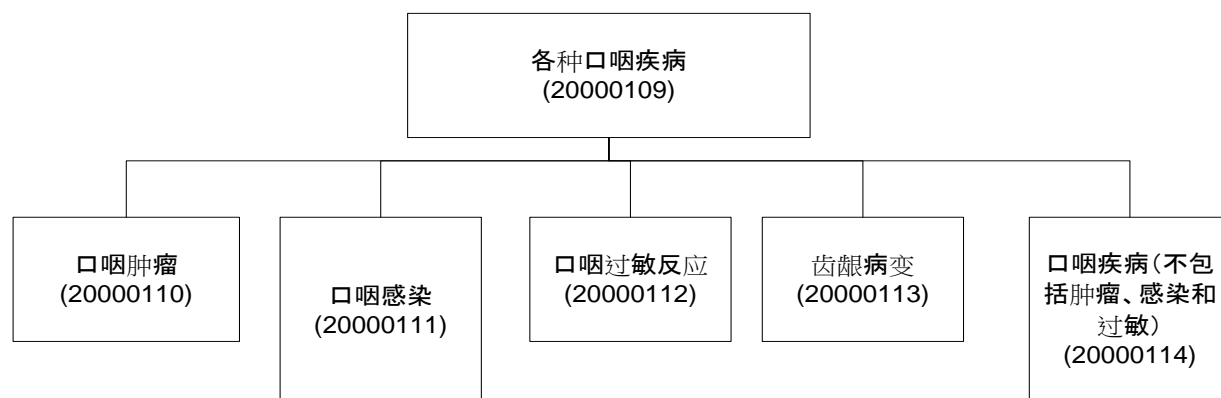 各种口咽疾病
(20000109)
口咽肿瘤
(20000110)
口咽感染
(20000111)
口咽过敏反应
(20000112)
齿龈病变
(20000113)
口咽疾病(不包
括肿瘤、感染和
过敏)
(20000114)